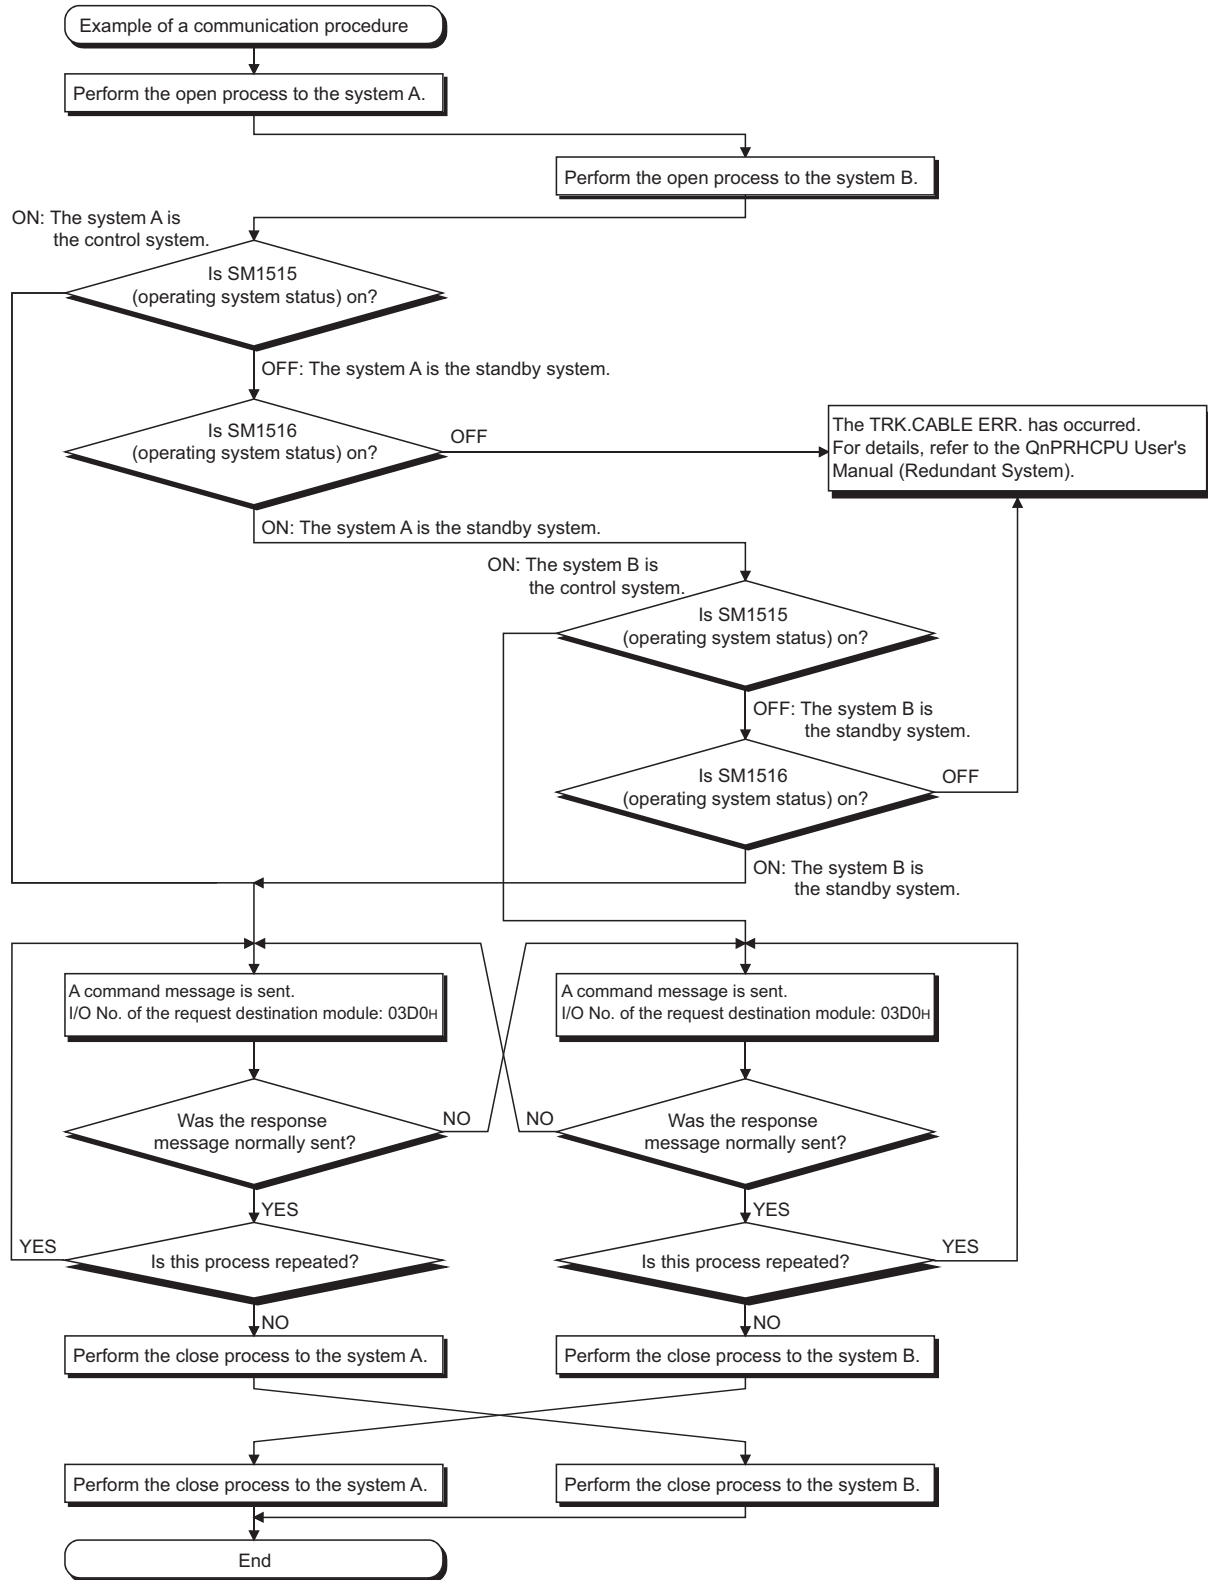 Example of a communication procedure
Perform the open process to the system A.
Perform the open process to the system B.
ON: The system A is
the control system.
Is SM1515
(operating system status) on?
OFF: The system A is the standby system.
Is SM1516
(operating system status) on?
OFF
The TRK.CABLE ERR. has occurred.
For details, refer to the QnPRHCPU User's
Manual (Redundant System).
ON: The system A is the standby system.
ON: The system B is
the control system.
Is SM1515
(operating system status) on?
OFF: The system B is
the standby system.
Is SM1516
(operating system status) on?
OFF
ON: The system B is
the standby system.
A command message is sent.
I/O No. of the request destination module: 03D0H
A command message is sent.
I/O No. of the request destination module: 03D0H
Was the response
message normally sent?
NO
NO
Was the response
message normally sent?
YES
YES
YES
Is this process repeated?
Is this process repeated?
YES
NO
NO
Perform the close process to the system A.
Perform the close process to the system B.
Perform the close process to the system A.
Perform the close process to the system B.
End